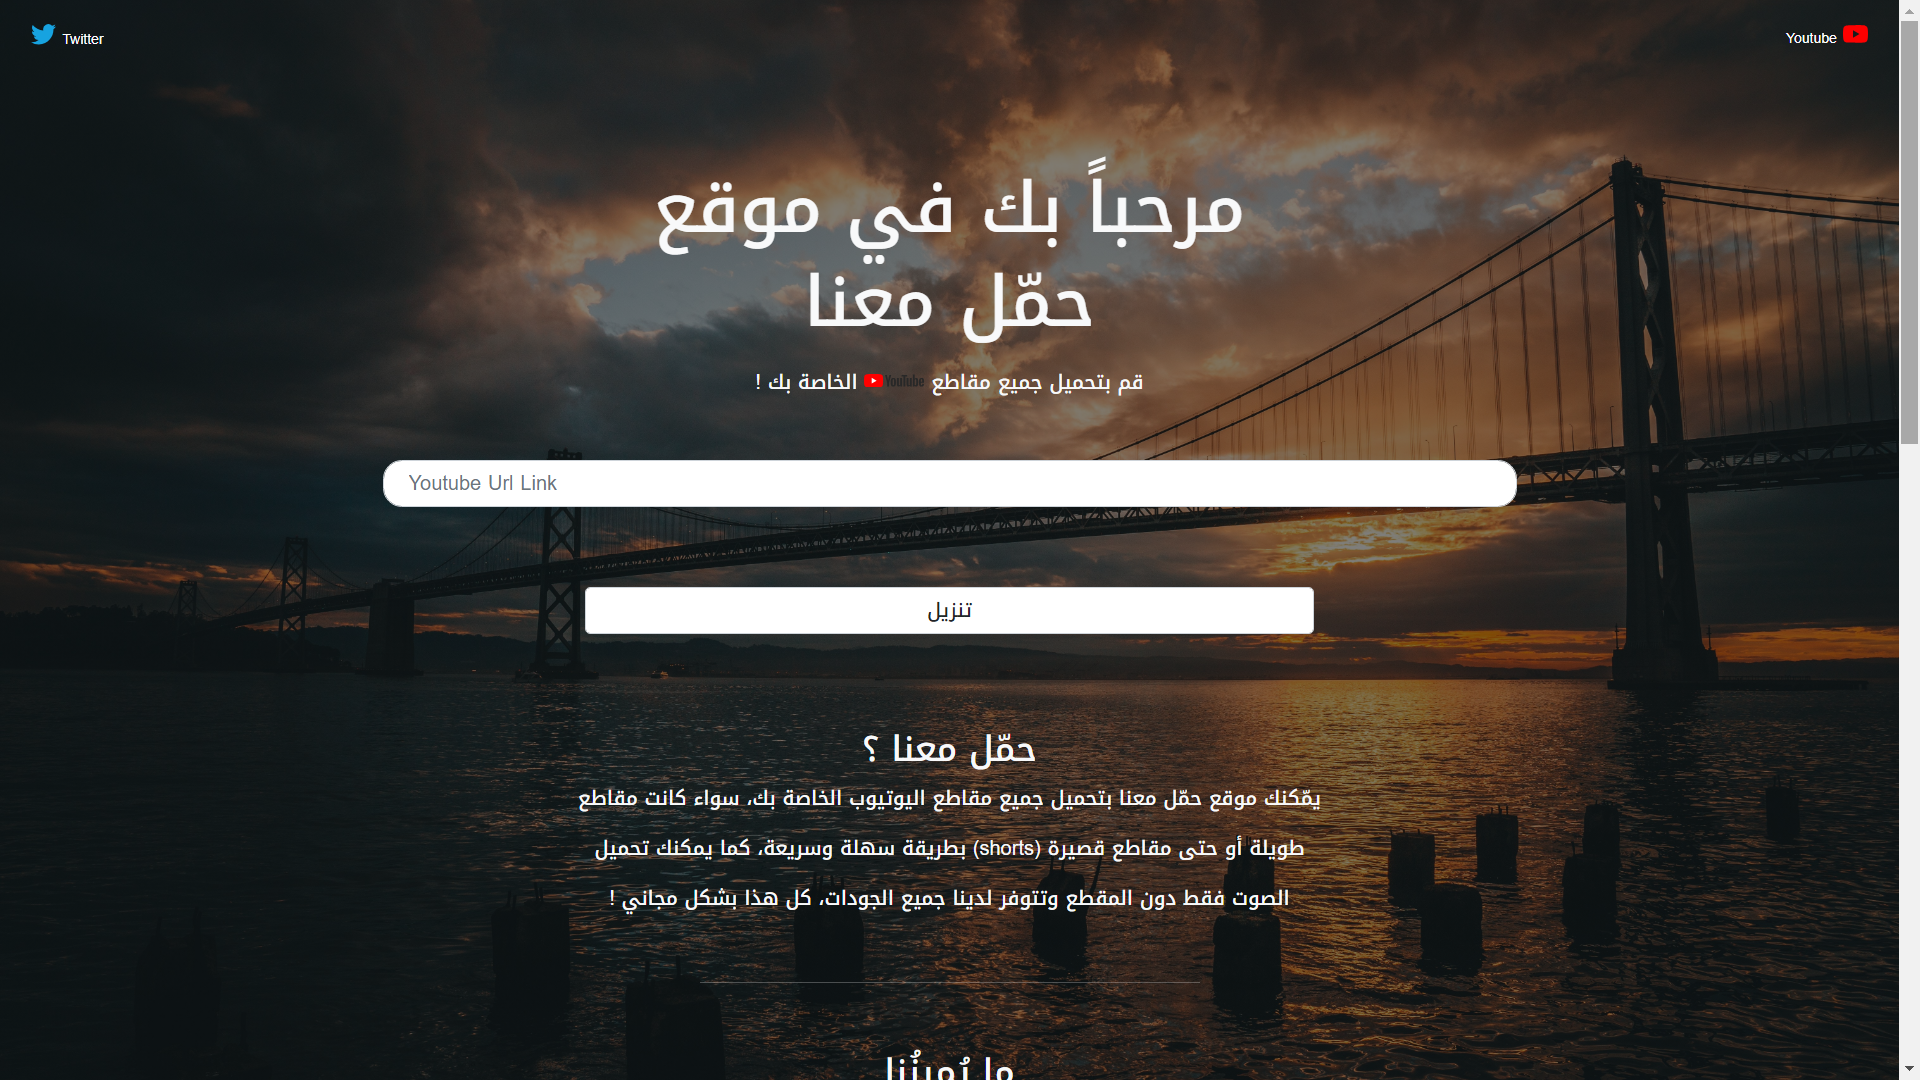 Twitter
Youtube
مرحباً بك في موقع
حمّل معنا
قم بتحميل جميع مقاطع YouTube الخاصة بك !
Youtube Url Link
تنزيل
حمّل معنا ؟
يمّكنك موقع حمّل معنا بتحميل جميع مقاطع اليوتيوب الخاصة بك، سواء كانت مقاطع
طويلة أو حتى مقاطع قصيرة (shorts) بطريقة سهلة وسريعة، كما يمكنك تحميل
الصوت فقط دون المقطع وتتوفر لدينا جميع الجودات، كل هذا بشكل مجاني !